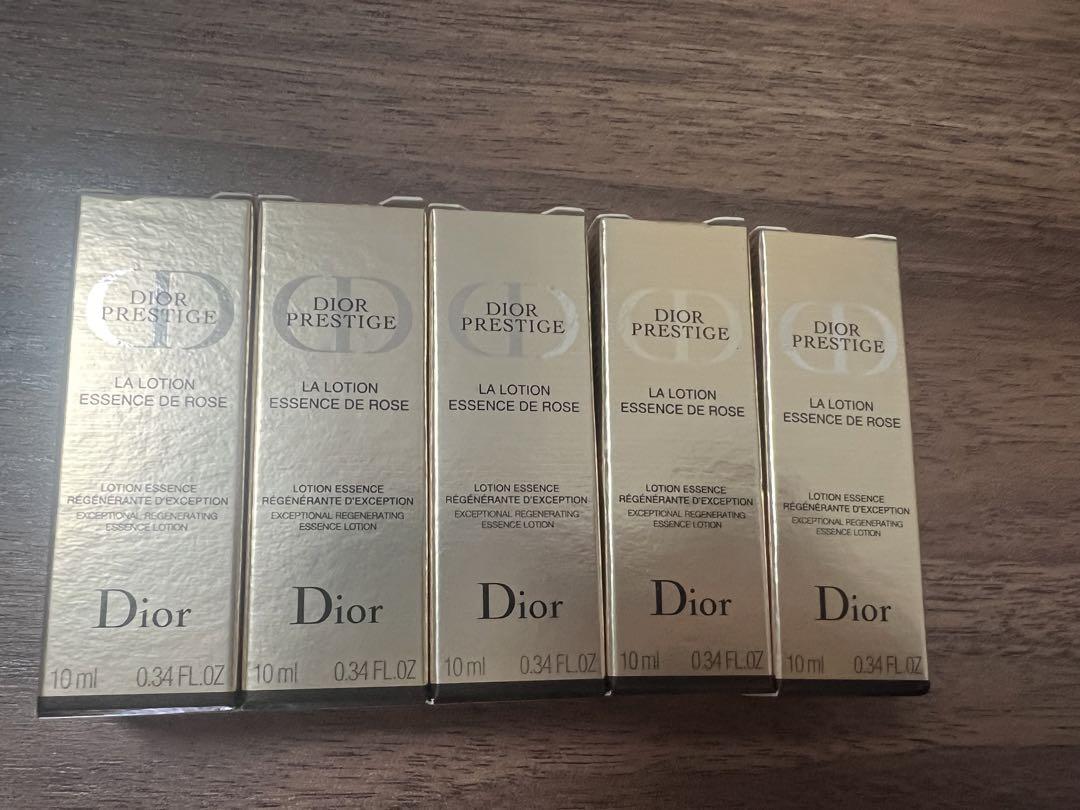 DIOR
PRESTIGE
LA LOTION
ESSENCE DE ROSE
LOTION ESSENCE
RÉGÉNÉRANTE D'EXCEPTION
EXCEPTIONAL REGENERATING
ESSENCE LOTION
Dior
10 ml 0.34 FL.OZ
DIOR
PRESTIGE
LA LOTION
ESSENCE DE ROSE
LOTION ESSENCE
RÉGÉNÉRANTE D'EXCEPTION
EXCEPTIONAL REGENERATING
ESSENCE LOTION
Dior
10 ml 0.34 FL.OZ
DIOR
PRESTIGE
LA LOTION
ESSENCE DE ROSE
LOTION ESSENCE
RÉGÉNÉRANTE D'EXCEPTION
EXCEPTIONAL REGENERATING
ESSENCE LOTION
Dior
10 ml 0.34 FL.OZ
DIOR
PRESTIGE
LA LOTION
ESSENCE DE ROSE
LOTION ESSENCE
RÉGÉNÉRANTE D'EXCEPTION
EXCEPTIONAL REGENERATING
ESSENCE LOTION
Dior
10 ml 0.34 FL.OZ
DIOR
PRESTIGE
LA LOTION
ESSENCE DE ROSE
LOTION ESSENCE
RÉGÉNÉRANTE D'EXCEPTION
EXCEPTIONAL REGENERATING
ESSENCE LOTION
Dior
10 ml 0.34 FL.OZ